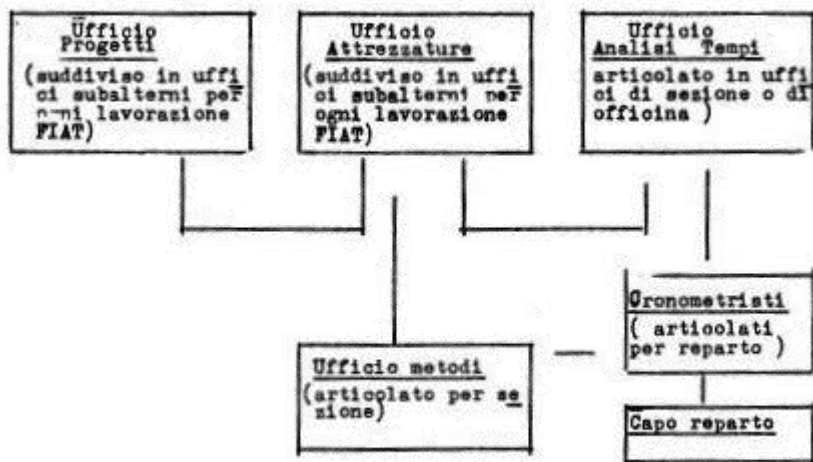 Ufficio
Progetti
(suddiviso in uffi
ci subalterni per
ogni lavorazione
FIAT)
Ufficio
Attrezzature
(suddiviso in uffi
ci subalterni per
ogni lavorazione
FIAT)
Ufficio
Analisi Tempi
articolato in uffi
ci di sezione o di
officina )
Cronometristi
( articolati
per reparto )
Ufficio metodi
(articolato per se
zione)
Capo reparto